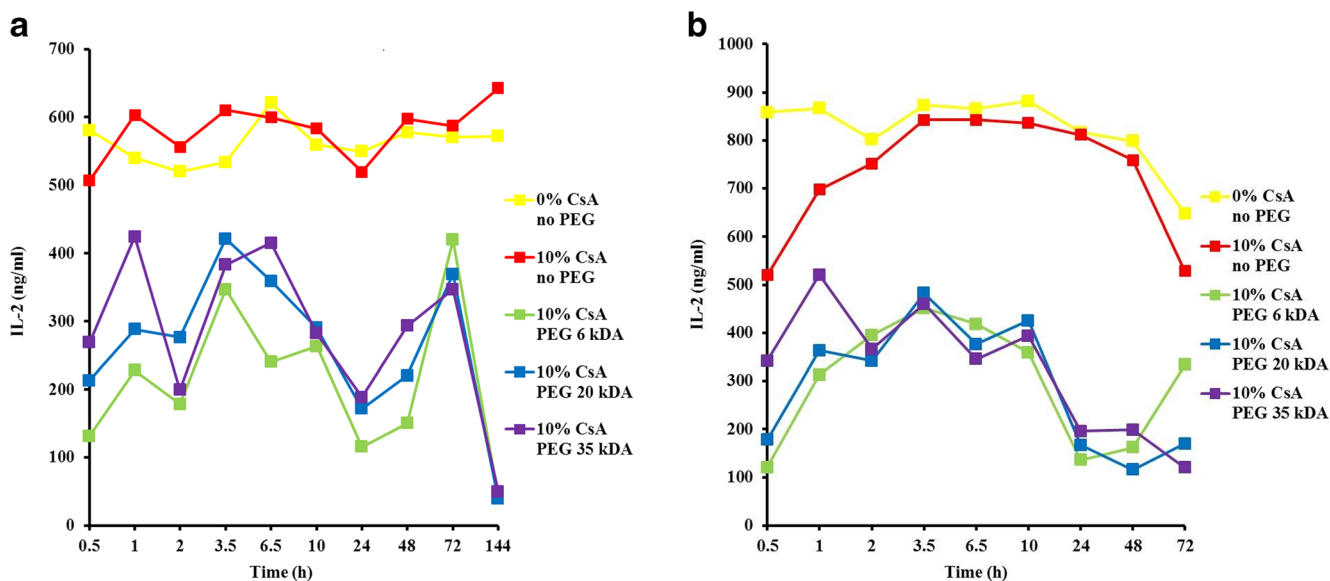 a
700
600
500
400
300
200
100
0
IL-2 (ng/ml)
0.5 1 2 3.5 6.5 10 24 48 72 144
Time (h)
0% CsA
no PEG
10% CsA
no PEG
10% CsA
PEG 6 kDA
10% CsA
PEG 20 kDA
10% CsA
PEG 35 kDA
b
1000
900
800
700
600
500
400
300
200
100
0
IL-2 (ng/ml)
0.5 1 2 3.5 6.5 10 24 48 72
Time (h)
0% CsA
no PEG
10% CsA
no PEG
10% CsA
PEG 6 kDA
10% CsA
PEG 20 kDA
10% CsA
PEG 35 kDA